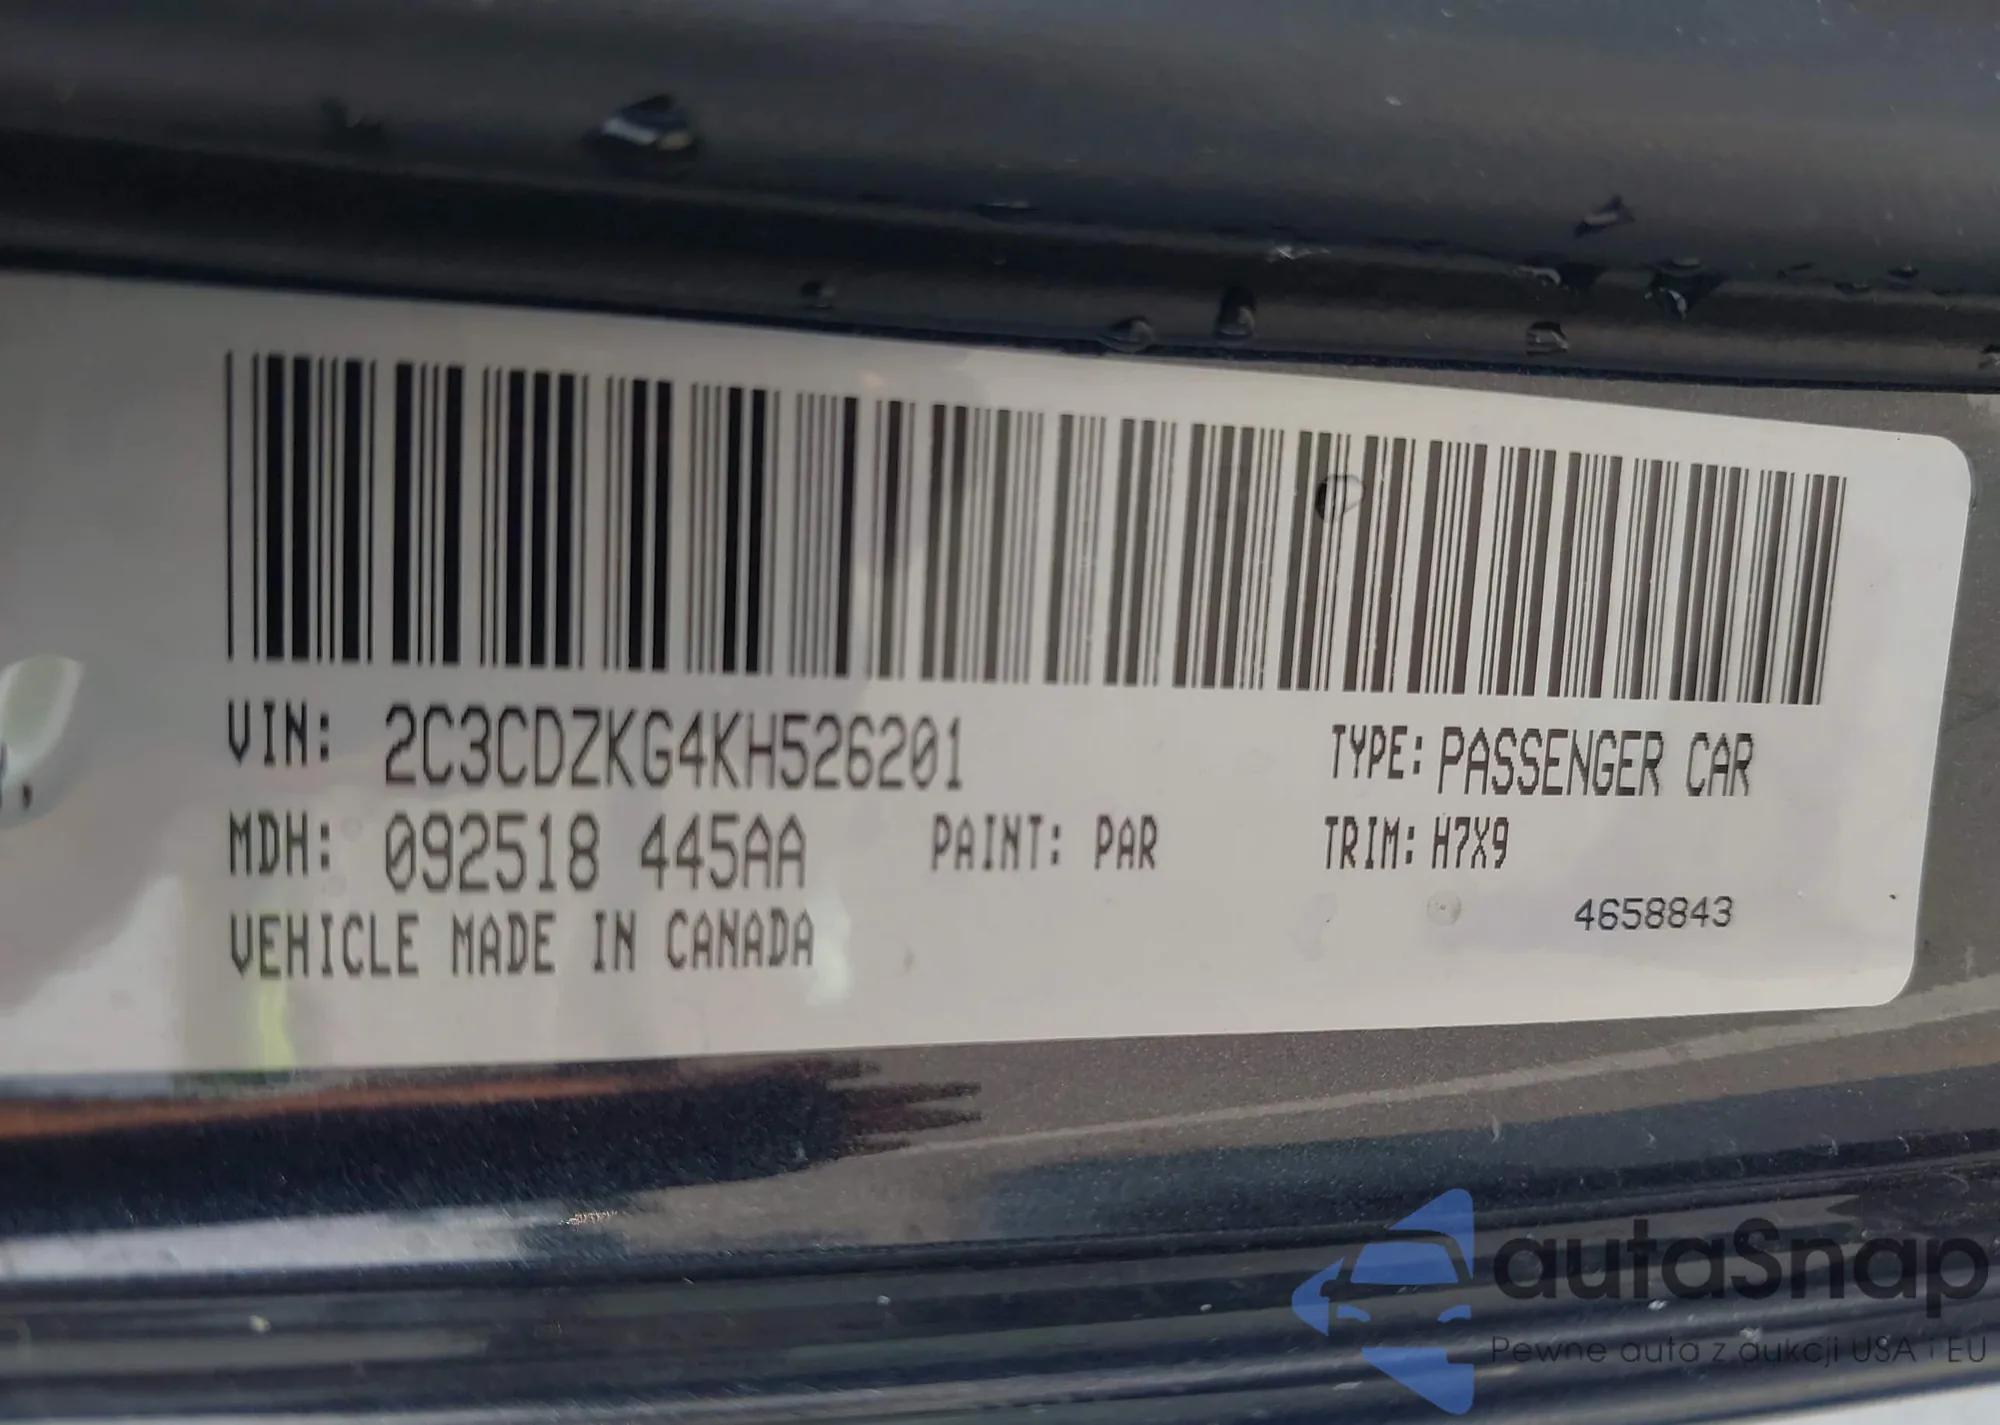 VIN: 2C3CDZKG4KH526201
TYPE: PASSENGER CAR
MDH: 092518 445AA
PAINT: PAR
TRIM: H7X9
4658843
VEHICLE MADE IN CANADA
autaSnap
Pewne auta z aukcji USA i EU